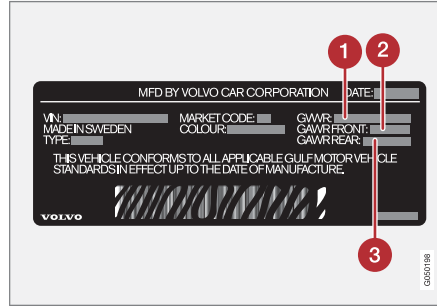 1
2
MFD BY VOLVO CAR CORPORATION DATE:
VIN: MARKET CODE: GVWR:
MADE IN SWEDEN COLOUR: GAWR FRONT:
TYPE: GAWR REAR:
THIS VEHICLE CONFORMS TO ALL APPLICABLE GULF MOTOR VEHICLE
STANDARDS IN EFFECT UP TO THE DATE OF MANUFACTURE.
VOLVO
3
G050198